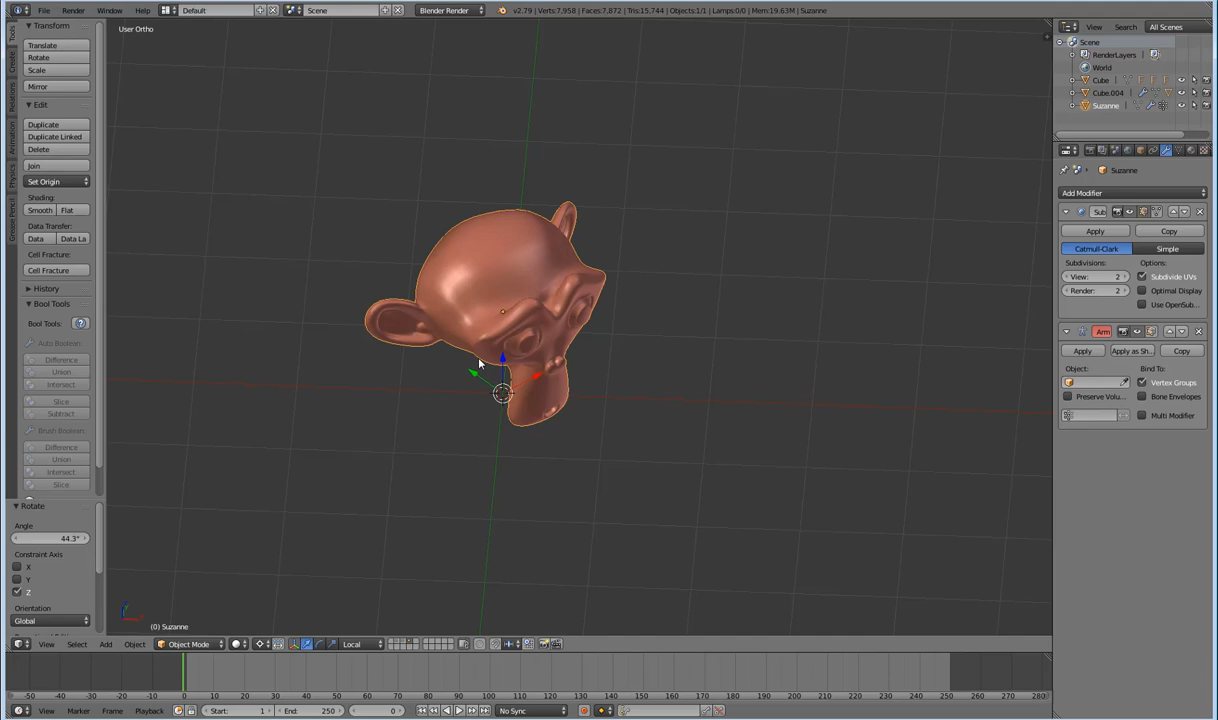 File Render Window Help Default Scene Blender Render v2.79 | Verts:7,958 | Faces:7,872 | Tris:15,744 | Objects:1/1 | Lamps:0/0 | Mem:19.63M | Suzanne
Tools
Create
Relations
Animation
Physics
Grease Pencil
Transform
Translate
Rotate
Scale
Mirror
Edit
Duplicate
Duplicate Linked
Delete
Join
Set Origin
Shading:
Smooth Flat
Data Transfer:
Data Data La
Cell Fracture:
Cell Fracture
History
Bool Tools
Bool Tools:
Auto Boolean:
Difference
Union
Intersect
Slice
Subtract
Brush Boolean:
Difference
Union
Intersect
Slice
Rotate
Angle
44.3°
Constraint Axis
X
Y
Z
Orientation
Global
User Ortho
(0) Suzanne
View Select Add Object Object Mode Local
-50 -40 -30 -20 -10 0 10 20 30 40 50 60 70 80 90 100 110 120 130 140 150 160 170 180 190 200 210 220 230 240 250 260 270 280
View Marker Frame Playback Start: 1 End: 250 0 No Sync
View Search All Scenes
Scene
RenderLayers
World
Cube
Cube.004
Suzanne
Suzanne
Add Modifier
Sub
Apply Copy
Catmull-Clark Simple
Subdivisions: Options:
View: 2 Subdivide UVs
Render: 2 Optimal Display
Use OpenSub...
Arm
Apply Apply as Sh... Copy
Object: Bind To:
Vertex Groups
Preserve Volu... Bone Envelopes
Multi Modifier